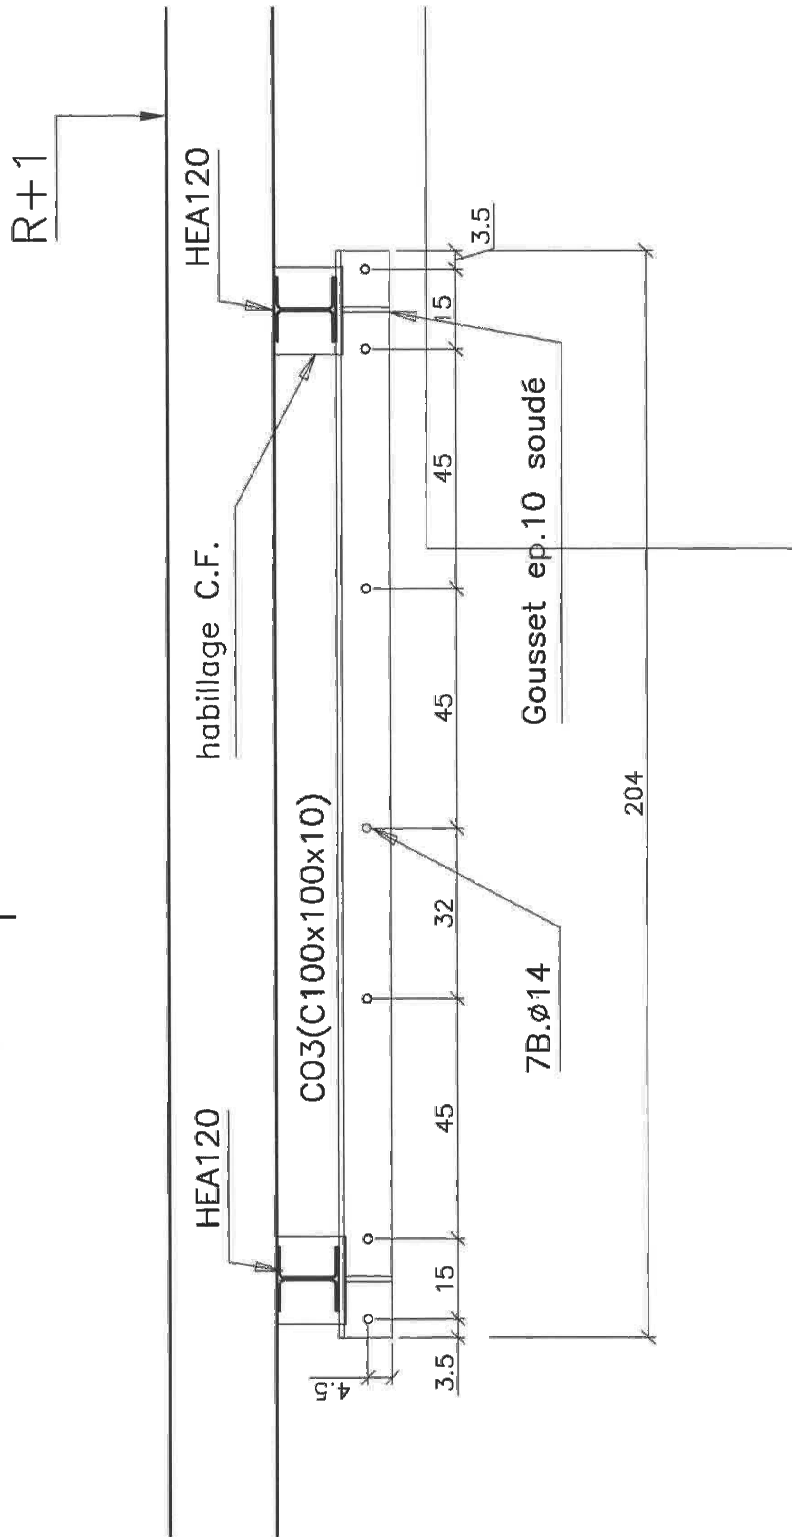 R+1
HEA120
HEA120
habillage C.F.
CO3(C100x100x10)
4.5
3.5
15
45
32
45
45
15
3.5
7B.ø14
Gousset ep.10 soudé
204